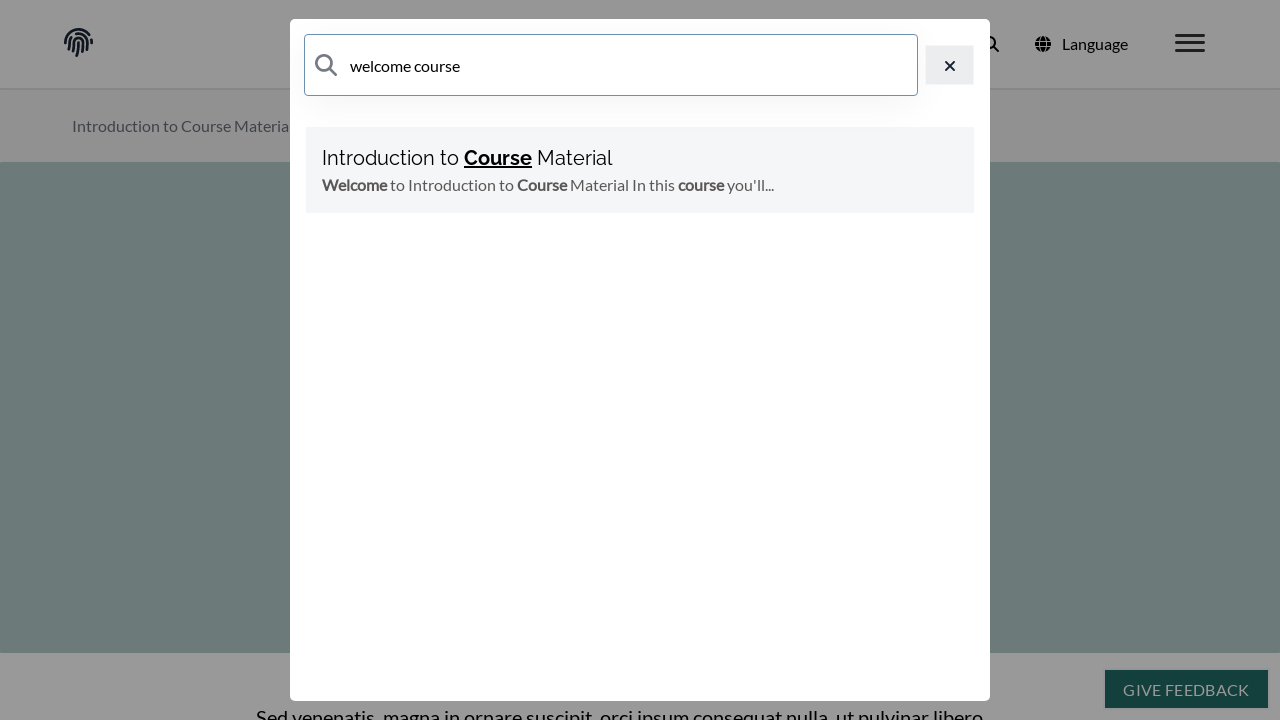 Language
welcome course
Introduction to Course Materia
Introduction to Course Material
Welcome to Introduction to Course Material In this course you'll...
GIVE FEEDBACK
Sed venenatis, magna in ornare suscipit, orci ipsum consequat nulla, ut pulvinar libero